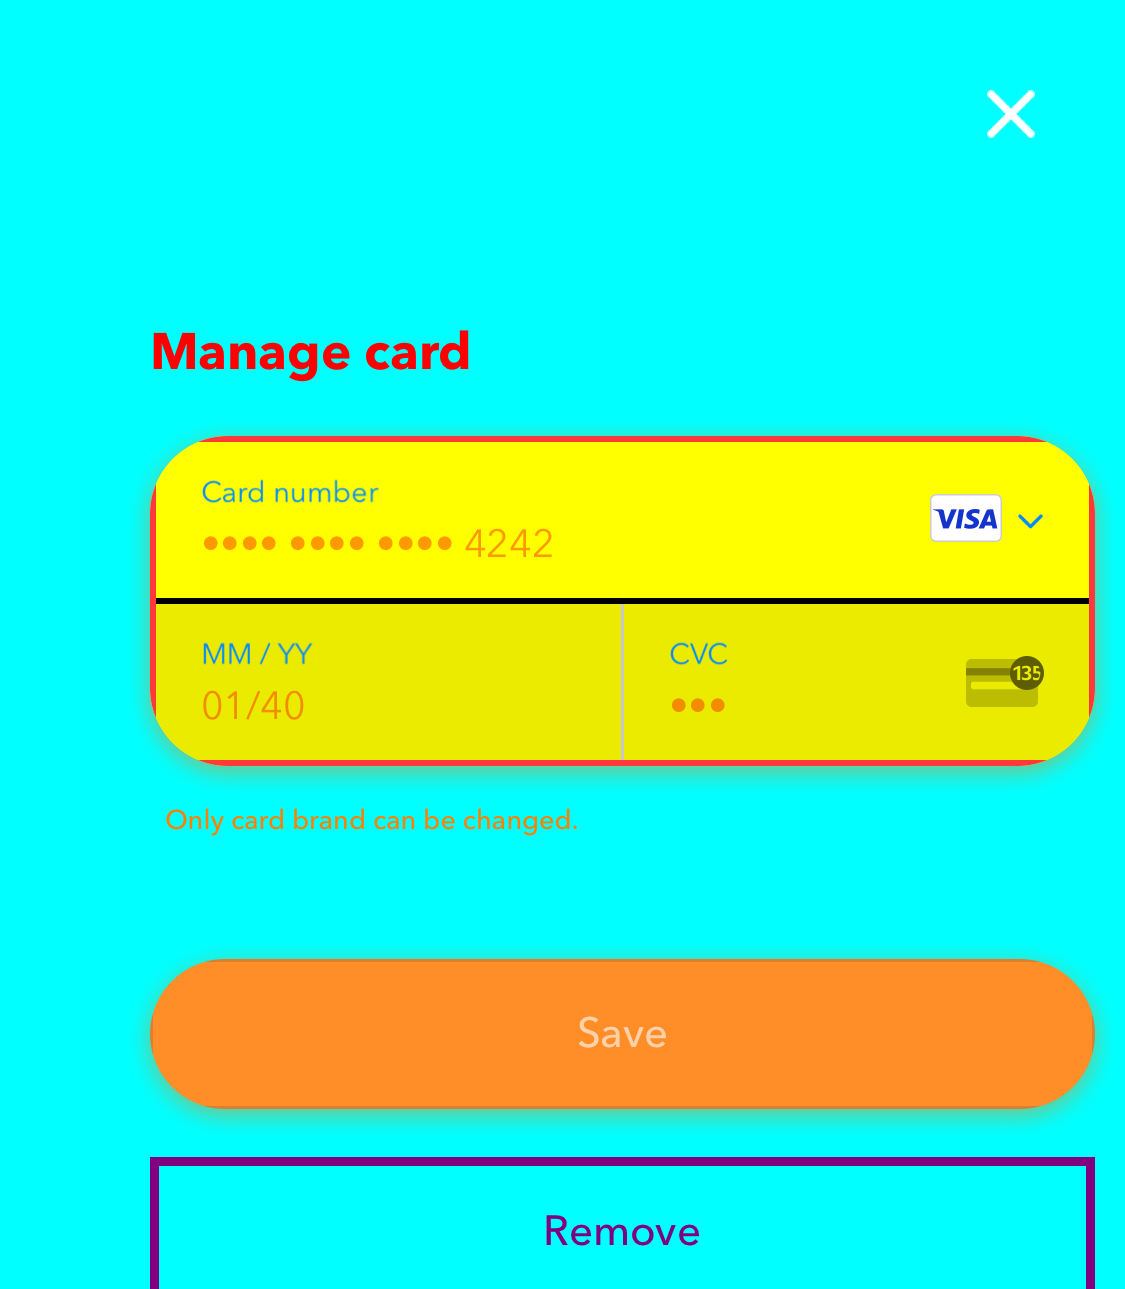 Manage card
Card number
•••• •••• •••• 4242
VISA
MM / YY
01/40
CVC
•••
135
Only card brand can be changed.
Save
Remove